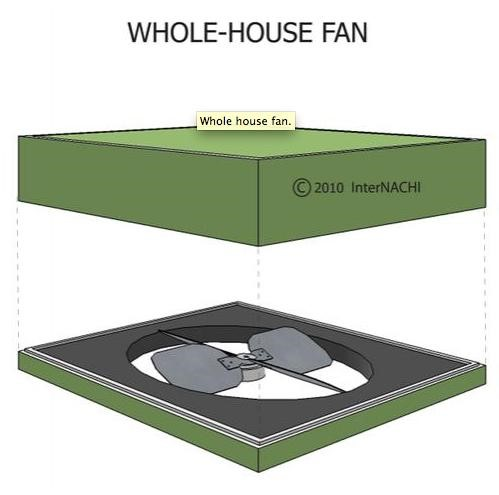 WHOLE-HOUSE FAN
Whole house fan.
© 2010 InterNACHI